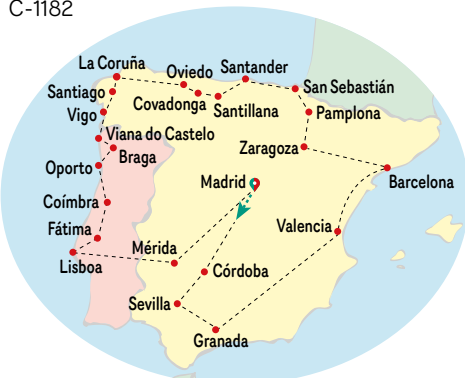 C-1182
La Coruña
Oviedo
Santander
San Sebastián
Santiago
Covadonga
Santillana
Pamplona
Vigo
Viana do Castelo
Braga
Zaragoza
Oporto
Madrid
Barcelona
Coímbra
Fátima
Valencia
Mérida
Lisboa
Córdoba
Sevilla
Granada